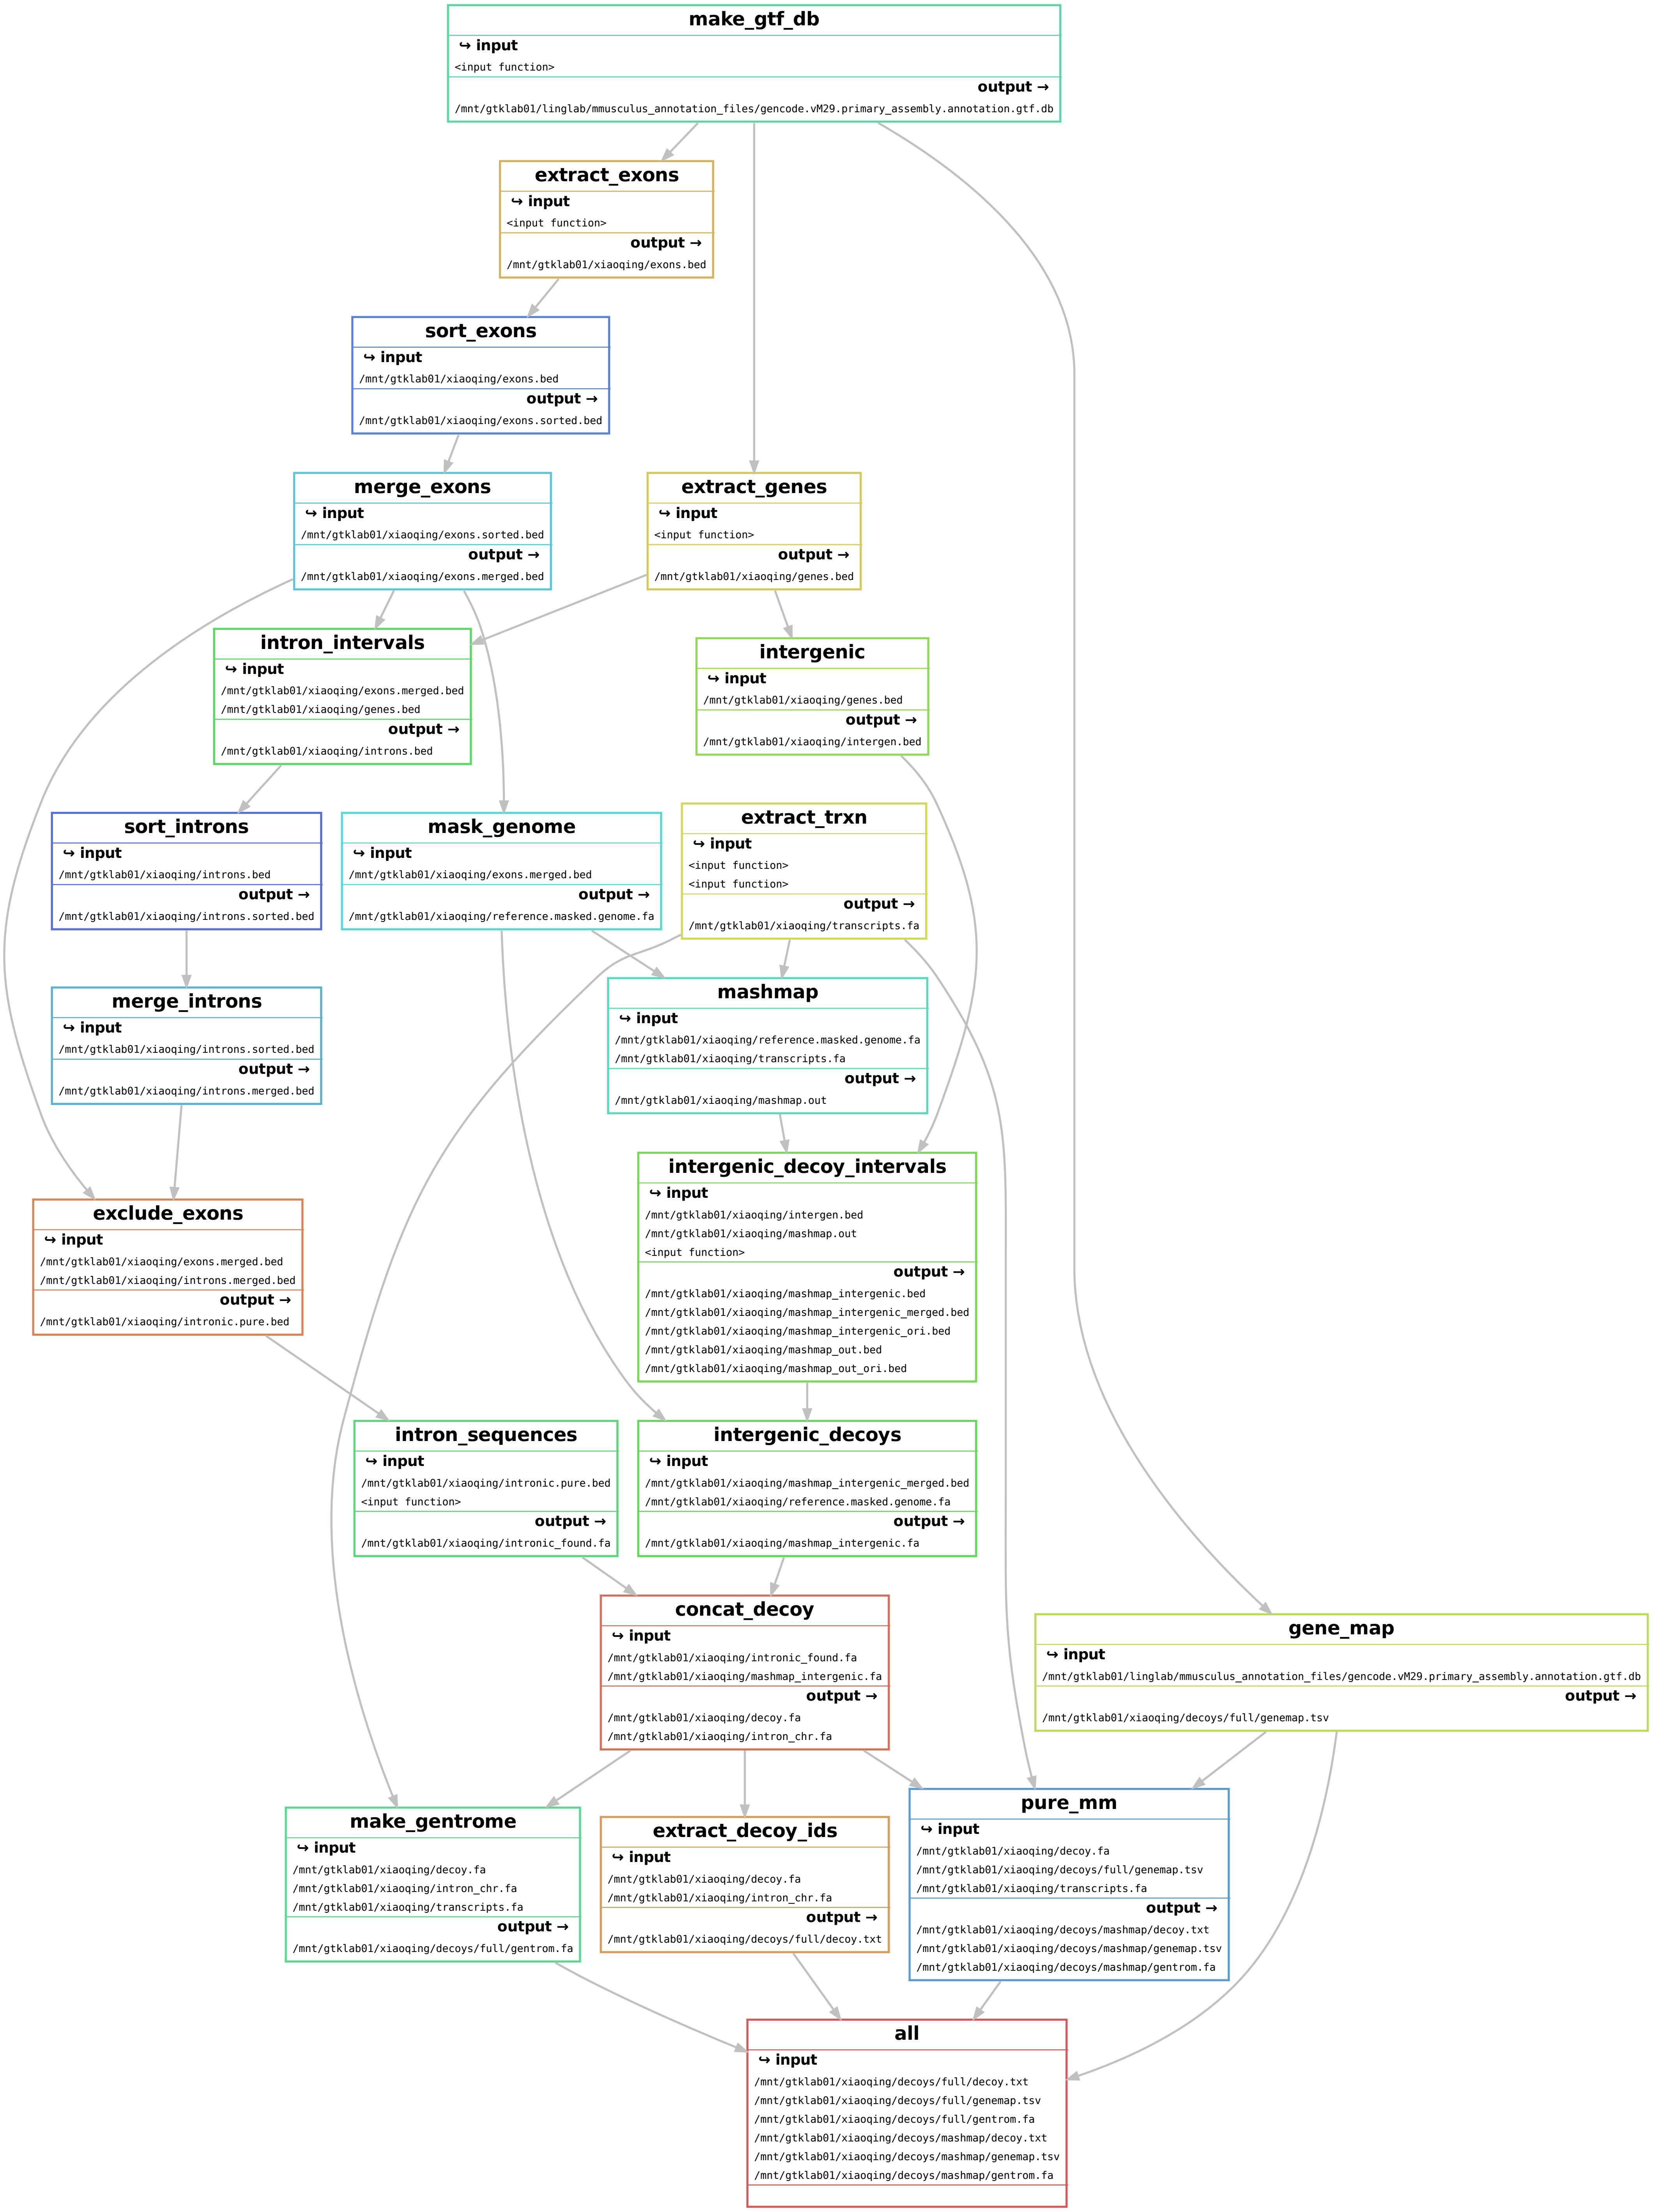 make_gtf_db
↪ input
<input function>
output →
/mnt/gtklab01/linglab/mmusculus_annotation_files/gencode.vM29.primary_assembly.annotation.gtf.db
extract_exons
↪ input
<input function>
output →
/mnt/gtklab01/xiaoqing/exons.bed
sort_exons
↪ input
/mnt/gtklab01/xiaoqing/exons.bed
output →
/mnt/gtklab01/xiaoqing/exons.sorted.bed
merge_exons
↪ input
/mnt/gtklab01/xiaoqing/exons.sorted.bed
output →
/mnt/gtklab01/xiaoqing/exons.merged.bed
extract_genes
↪ input
<input function>
output →
/mnt/gtklab01/xiaoqing/genes.bed
intron_intervals
↪ input
/mnt/gtklab01/xiaoqing/exons.merged.bed
/mnt/gtklab01/xiaoqing/genes.bed
output →
/mnt/gtklab01/xiaoqing/introns.bed
intergenic
↪ input
/mnt/gtklab01/xiaoqing/genes.bed
output →
/mnt/gtklab01/xiaoqing/intergen.bed
sort_introns
↪ input
/mnt/gtklab01/xiaoqing/introns.bed
output →
/mnt/gtklab01/xiaoqing/introns.sorted.bed
mask_genome
↪ input
/mnt/gtklab01/xiaoqing/exons.merged.bed
output →
/mnt/gtklab01/xiaoqing/reference.masked.genome.fa
extract_trxn
↪ input
<input function>
<input function>
output →
/mnt/gtklab01/xiaoqing/transcripts.fa
merge_introns
↪ input
/mnt/gtklab01/xiaoqing/introns.sorted.bed
output →
/mnt/gtklab01/xiaoqing/introns.merged.bed
mashmap
↪ input
/mnt/gtklab01/xiaoqing/reference.masked.genome.fa
/mnt/gtklab01/xiaoqing/transcripts.fa
output →
/mnt/gtklab01/xiaoqing/mashmap.out
exclude_exons
↪ input
/mnt/gtklab01/xiaoqing/exons.merged.bed
/mnt/gtklab01/xiaoqing/introns.merged.bed
output →
/mnt/gtklab01/xiaoqing/intronic.pure.bed
intergenic_decoy_intervals
↪ input
/mnt/gtklab01/xiaoqing/intergen.bed
/mnt/gtklab01/xiaoqing/mashmap.out
<input function>
output →
/mnt/gtklab01/xiaoqing/mashmap_intergenic.bed
/mnt/gtklab01/xiaoqing/mashmap_intergenic_merged.bed
/mnt/gtklab01/xiaoqing/mashmap_intergenic_ori.bed
/mnt/gtklab01/xiaoqing/mashmap_out.bed
/mnt/gtklab01/xiaoqing/mashmap_out_ori.bed
intron_sequences
↪ input
/mnt/gtklab01/xiaoqing/intronic.pure.bed
<input function>
output →
/mnt/gtklab01/xiaoqing/intronic_found.fa
intergenic_decoys
↪ input
/mnt/gtklab01/xiaoqing/mashmap_intergenic_merged.bed
/mnt/gtklab01/xiaoqing/reference.masked.genome.fa
output →
/mnt/gtklab01/xiaoqing/mashmap_intergenic.fa
concat_decoy
↪ input
/mnt/gtklab01/xiaoqing/intronic_found.fa
/mnt/gtklab01/xiaoqing/mashmap_intergenic.fa
output →
/mnt/gtklab01/xiaoqing/decoy.fa
/mnt/gtklab01/xiaoqing/intron_chr.fa
gene_map
↪ input
/mnt/gtklab01/linglab/mmusculus_annotation_files/gencode.vM29.primary_assembly.annotation.gtf.db
output →
/mnt/gtklab01/xiaoqing/decoys/full/genemap.tsv
make_gentrome
↪ input
/mnt/gtklab01/xiaoqing/decoy.fa
/mnt/gtklab01/xiaoqing/intron_chr.fa
/mnt/gtklab01/xiaoqing/transcripts.fa
output →
/mnt/gtklab01/xiaoqing/decoys/full/gentrom.fa
extract_decoy_ids
↪ input
/mnt/gtklab01/xiaoqing/decoy.fa
/mnt/gtklab01/xiaoqing/intron_chr.fa
output →
/mnt/gtklab01/xiaoqing/decoys/full/decoy.txt
pure_mm
↪ input
/mnt/gtklab01/xiaoqing/decoy.fa
/mnt/gtklab01/xiaoqing/decoys/full/genemap.tsv
/mnt/gtklab01/xiaoqing/transcripts.fa
output →
/mnt/gtklab01/xiaoqing/decoys/mashmap/decoy.txt
/mnt/gtklab01/xiaoqing/decoys/mashmap/genemap.tsv
/mnt/gtklab01/xiaoqing/decoys/mashmap/gentrom.fa
all
↪ input
/mnt/gtklab01/xiaoqing/decoys/full/decoy.txt
/mnt/gtklab01/xiaoqing/decoys/full/genemap.tsv
/mnt/gtklab01/xiaoqing/decoys/full/gentrom.fa
/mnt/gtklab01/xiaoqing/decoys/mashmap/decoy.txt
/mnt/gtklab01/xiaoqing/decoys/mashmap/genemap.tsv
/mnt/gtklab01/xiaoqing/decoys/mashmap/gentrom.fa